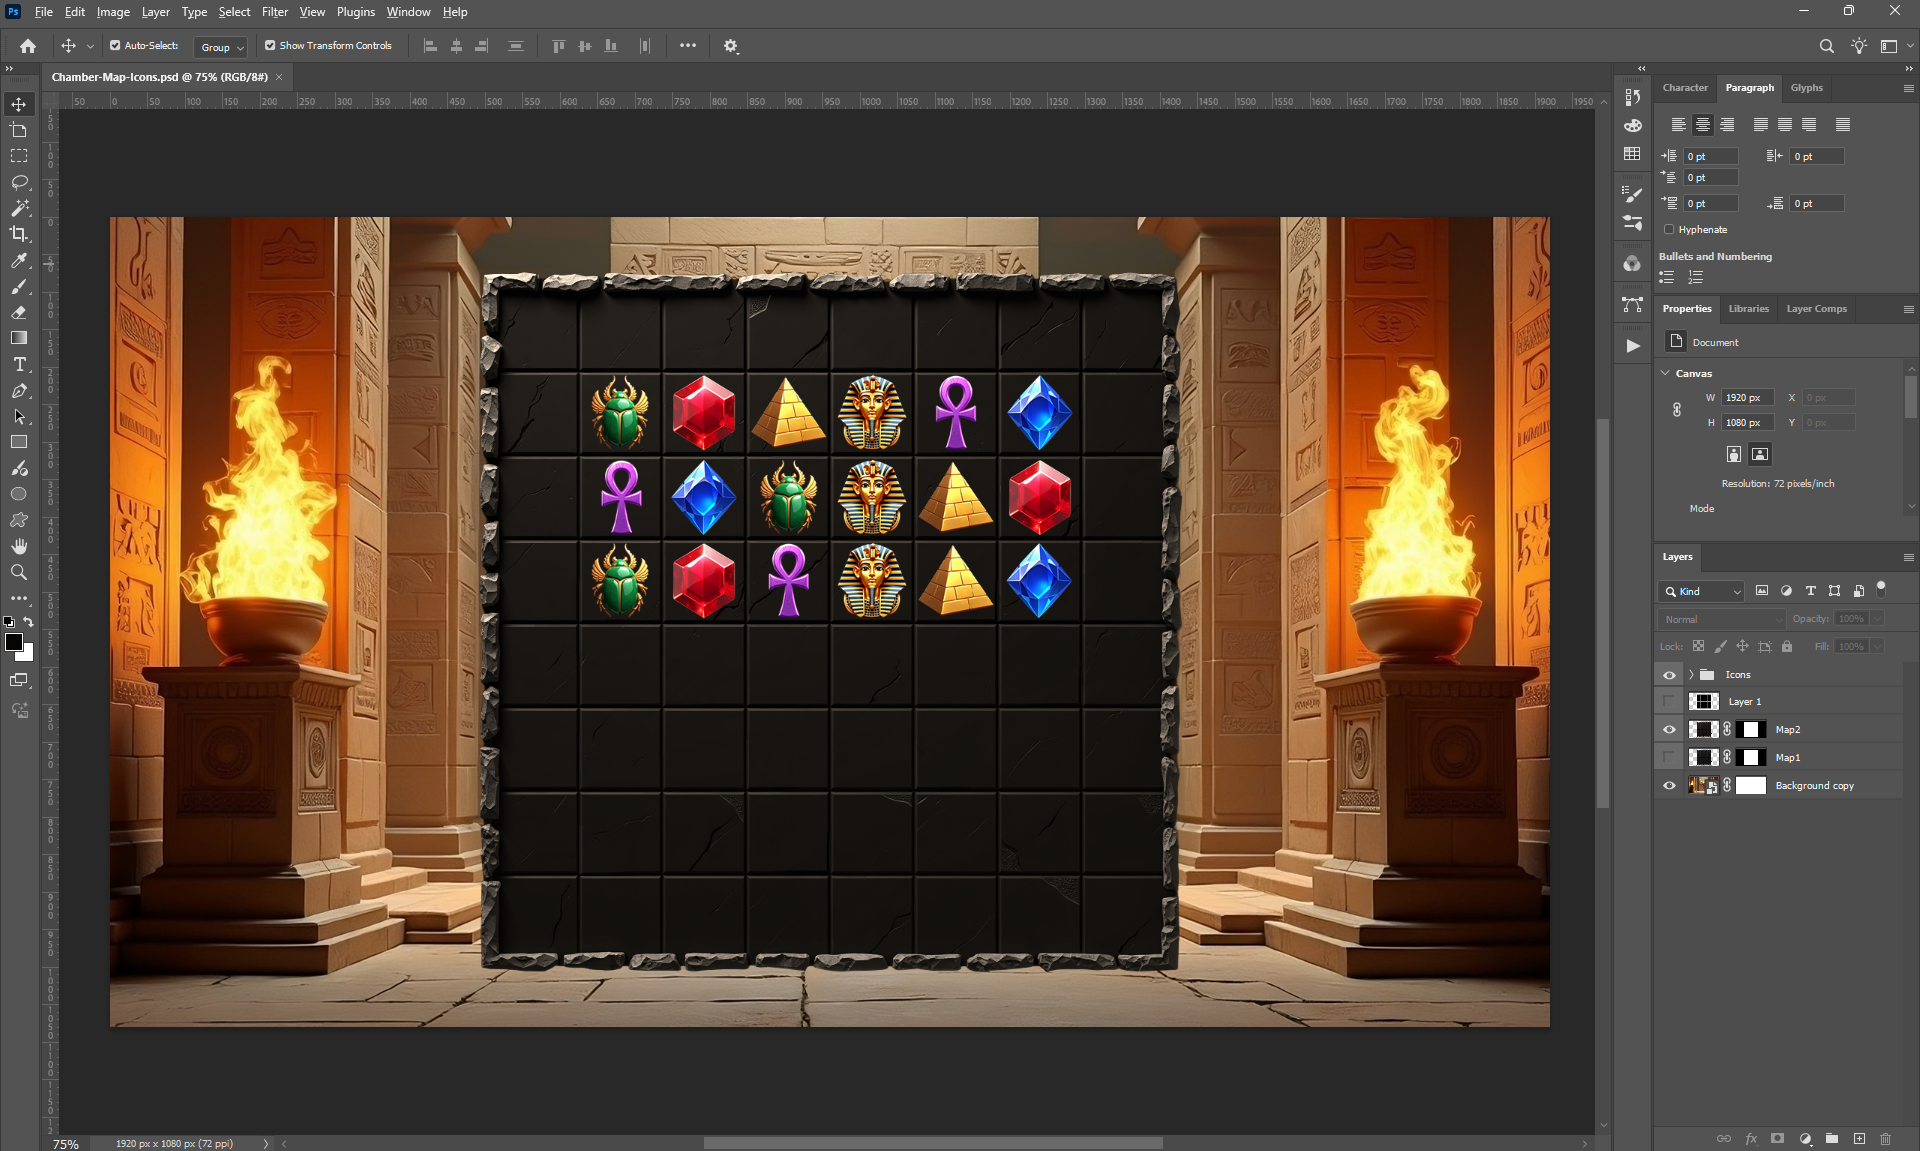 Ps File Edit Image Layer Type Select Filter View Plugins Window Help
Auto-Select: Group Show Transform Controls
Chamber-Map-Icons.psd @ 75% (RGB/8#) ×
50 0 50 100 150 200 250 300 350 400 450 500 550 600 650 700 750 800 850 900 950 1000 1050 1100 1150 1200 1250 1300 1350 1400 1450 1500 1550 1600 1650 1700 1750 1800 1850 1900 1950
Character Paragraph Glyphs
0 pt 0 pt
0 pt
0 pt 0 pt
Hyphenate
Bullets and Numbering
Properties Libraries Layer Comps
Document
Canvas
W 1920 px X 0 px
H 1080 px Y 0 px
Resolution: 72 pixels/inch
Mode
Layers
Kind
Normal Opacity: 100%
Lock: Fill: 100%
Icons
Layer 1
Map2
Map1
Background copy
fx
75% 1920 px x 1080 px (72 ppi)